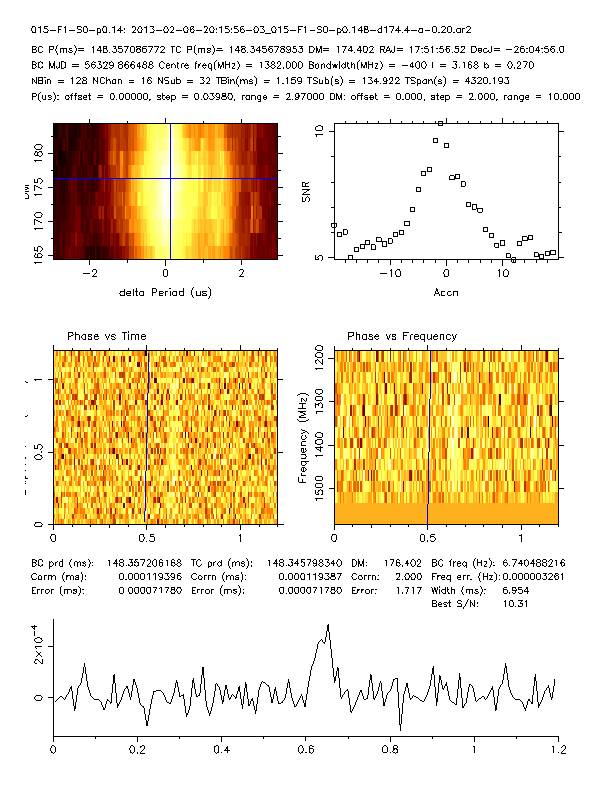 Q15-F1-S0-p0.14: 2013-02-06-20:15:56-03_Q15-F1-S0-p0.14B-d174.4-a-0.20.ar2
BC P(ms)= 148.357086772 TC P(ms)= 148.345678953 DM= 174.402 RAJ= 17:51:56.52 DecJ= -26:04:56.0
BC MJD = 56329.866488 Centre freq(MHz) = 1382.000 Bandwidth(MHz) = -400 l = 3.168 b = 0.270
NBin = 128 NChan = 16 NSub = 32 TBin(ms) = 1.159 TSub(s) = 134.922 TSpan(s) = 4320.193
P(us): offset = 0.00000, step = 0.03980, range = 2.97000 DM: offset = 0.000, step = 2.000, range = 10.000
165 170 175 180
-2 0 2
delta Period (us)
SNR
5 10
-10 0 10
Accn
Phase vs Time
0 0.5 1
0 0.5 1
Phase vs Frequency
Frequency (MHz)
1200 1300 1400 1500
0 0.5 1
BC prd (ms): 148.357206168 TC prd (ms): 148.345798340 DM: 176.402 BC freq (Hz): 6.740488216
Corrn (ms): 0.000119396 Corrn (ms): 0.000119387 Corrn: 2.000 Freq err. (Hz): 0.000003261
Error (ms): 0.000071780 Error (ms): 0.000071780 Error: 1.717 Width (ms): 6.954
Best S/N: 10.31
0 2×10⁻⁴
0 0.2 0.4 0.6 0.8 1 1.2